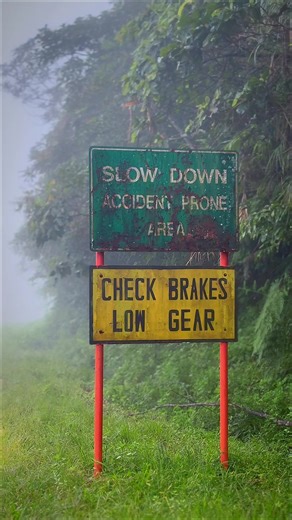 SLOW DOWN
ACCIDENT PRONE
AREA
CHECK BRAKES
LOW GEAR